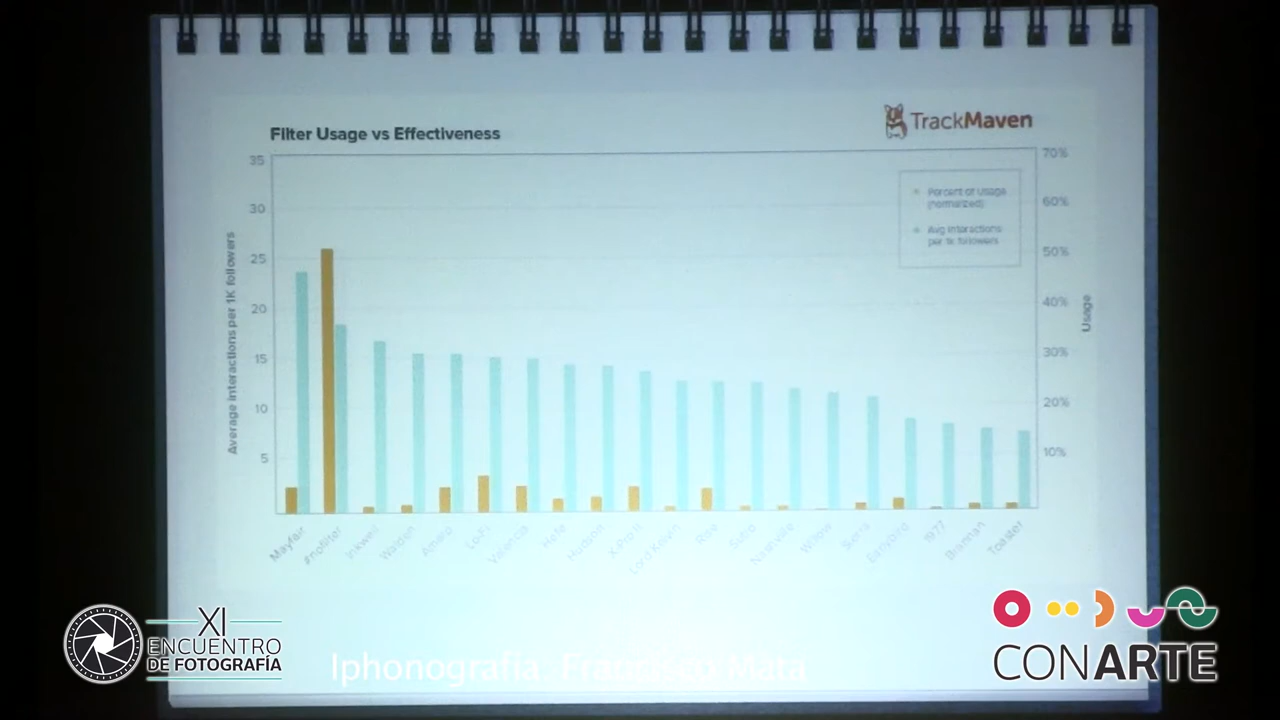 Filter Usage vs Effectiveness
TrackMaven
35
30
25
20
15
10
5
Average interactions per 1K followers
70%
60%
50%
40%
30%
20%
10%
Usage
Percent of usage
(normalized)
Avg interactions
per 1k followers
Mayfair
#nofilter
Inkwell
Walden
Amaro
Lo-Fi
Valencia
Hefe
Hudson
X-Pro II
Lord Kelvin
Rise
Sutro
Nashville
Willow
Sierra
Earlybird
1977
Brannan
Toaster
XI
ENCUENTRO
DE FOTOGRAFÍA
Iphonografía Francisco Mata
CONARTE